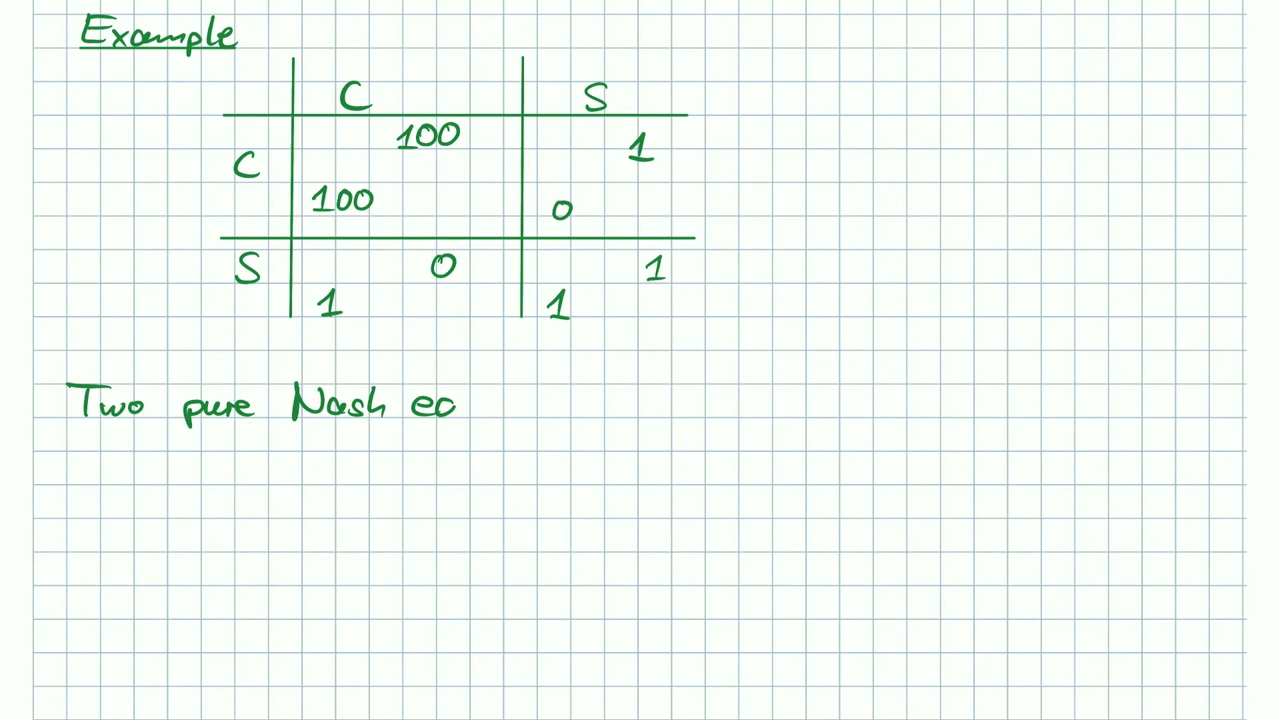 Example
C S
100 1
C
100 0
S 0 1
1 1
Two pure Nash eq